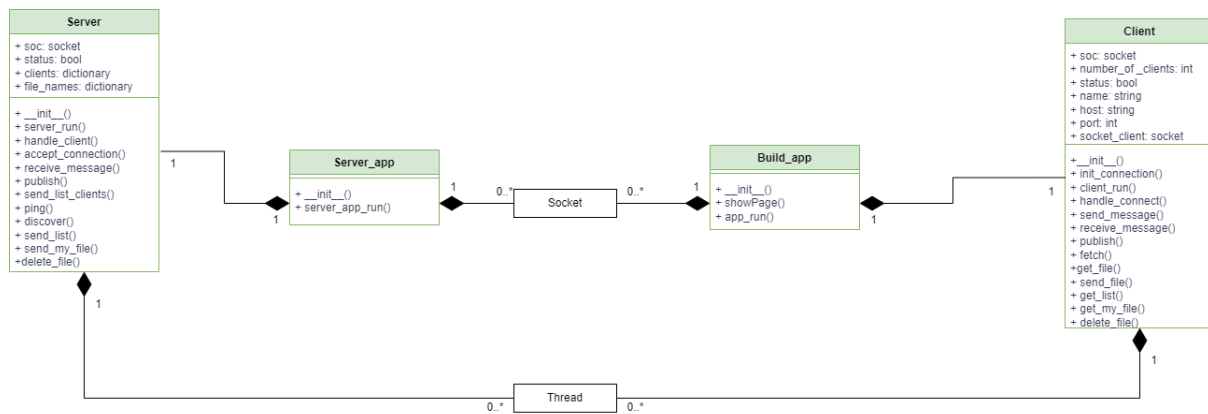 Server
+ soc: socket
+ status: bool
+ clients: dictionary
+ file_names: dictionary
+ __init__()
+ server_run()
+ handle_client()
+ accept_connection()
+ receive_message()
+ publish()
+ send_list_clients()
+ ping()
+ discover()
+ send_list()
+ send_my_file()
+delete_file()
1
1
Server_app
+ __init__()
+ server_app_run()
1
1
0..*
Socket
0..*
1
Build_app
+ __init__()
+ showPage()
+ app_run()
1
1
Client
+ soc: socket
+ number_of _clients: int
+ status: bool
+ name: string
+ host: string
+ port: int
+ socket_client: socket
+__init__()
+ init_connection()
+ client_run()
+ handle_connect()
+ send_message()
+ receive_message()
+ publish()
+ fetch()
+get_file()
+ send_file()
+ get_list()
+ get_my_file()
+ delete_file()
1
0..*
Thread
0..*